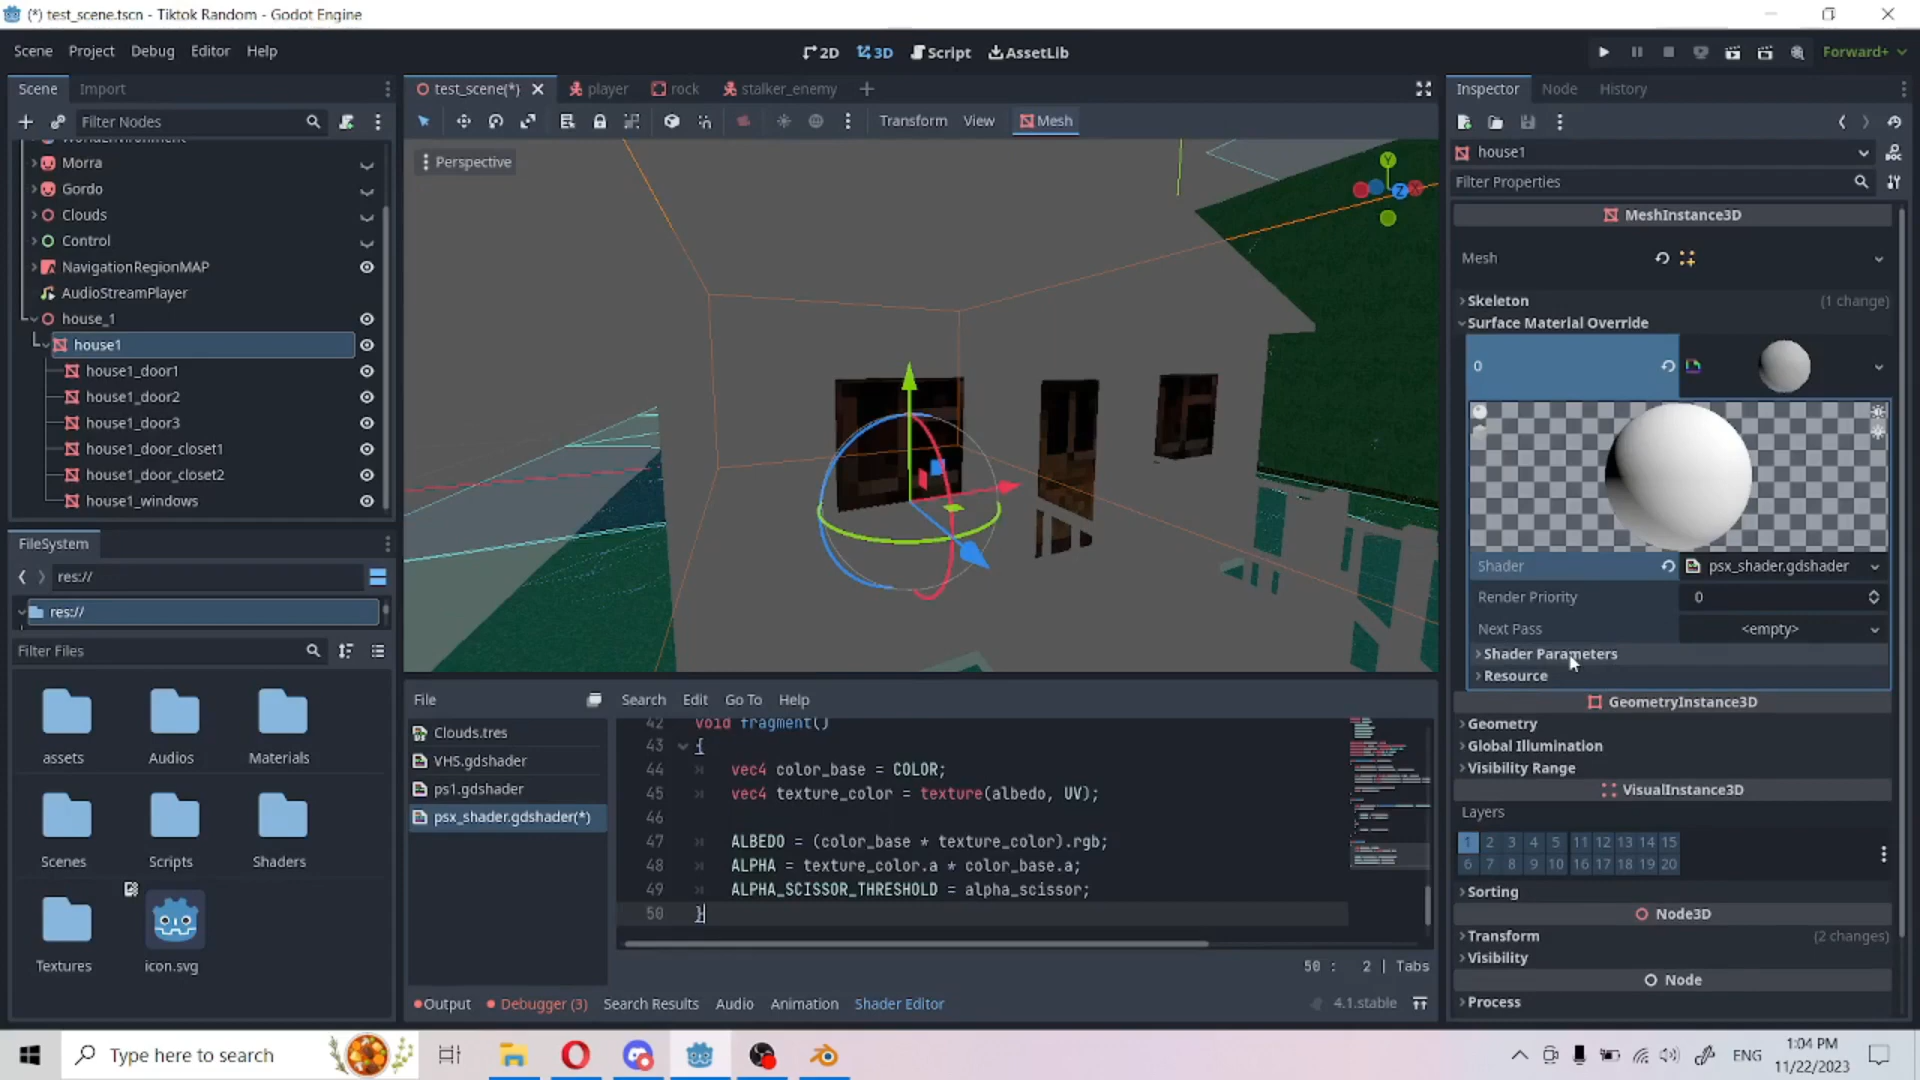 (*) test_scene.tscn - Tiktok Random - Godot Engine
Scene Project Debug Editor Help
2D 3D Script AssetLib
Forward+
Scene Import
Filter Nodes
WorldEnvironment
Morra
Gordo
Clouds
Control
NavigationRegionMAP
AudioStreamPlayer
house_1
house1
house1_door1
house1_door2
house1_door3
house1_door_closet1
house1_door_closet2
house1_windows
FileSystem
res://
res://
Filter Files
assets Audios Materials
Scenes Scripts Shaders
Textures icon.svg
test_scene(*) player rock stalker_enemy
Transform View Mesh
Perspective
Y
Z X
File Search Edit Go To Help
Clouds.tres
VHS.gdshader
ps1.gdshader
psx_shader.gdshader(*)
42 void fragment()
43 {
44 vec4 color_base = COLOR;
45 vec4 texture_color = texture(albedo, UV);
46
47 ALBEDO = (color_base * texture_color).rgb;
48 ALPHA = texture_color.a * color_base.a;
49 ALPHA_SCISSOR_THRESHOLD = alpha_scissor;
50 }
50 : 2 | Tabs
Output Debugger (3) Search Results Audio Animation Shader Editor 4.1.stable
Inspector Node History
house1
Filter Properties
MeshInstance3D
Mesh
Skeleton (1 change)
Surface Material Override
0
Shader psx_shader.gdshader
Render Priority 0
Next Pass <empty>
Shader Parameters
Resource
GeometryInstance3D
Geometry
Global Illumination
Visibility Range
VisualInstance3D
Layers
1 2 3 4 5 11 12 13 14 15
6 7 8 9 10 16 17 18 19 20
Sorting
Node3D
Transform (2 changes)
Visibility
Node
Process
Type here to search
ENG
1:04 PM
11/22/2023